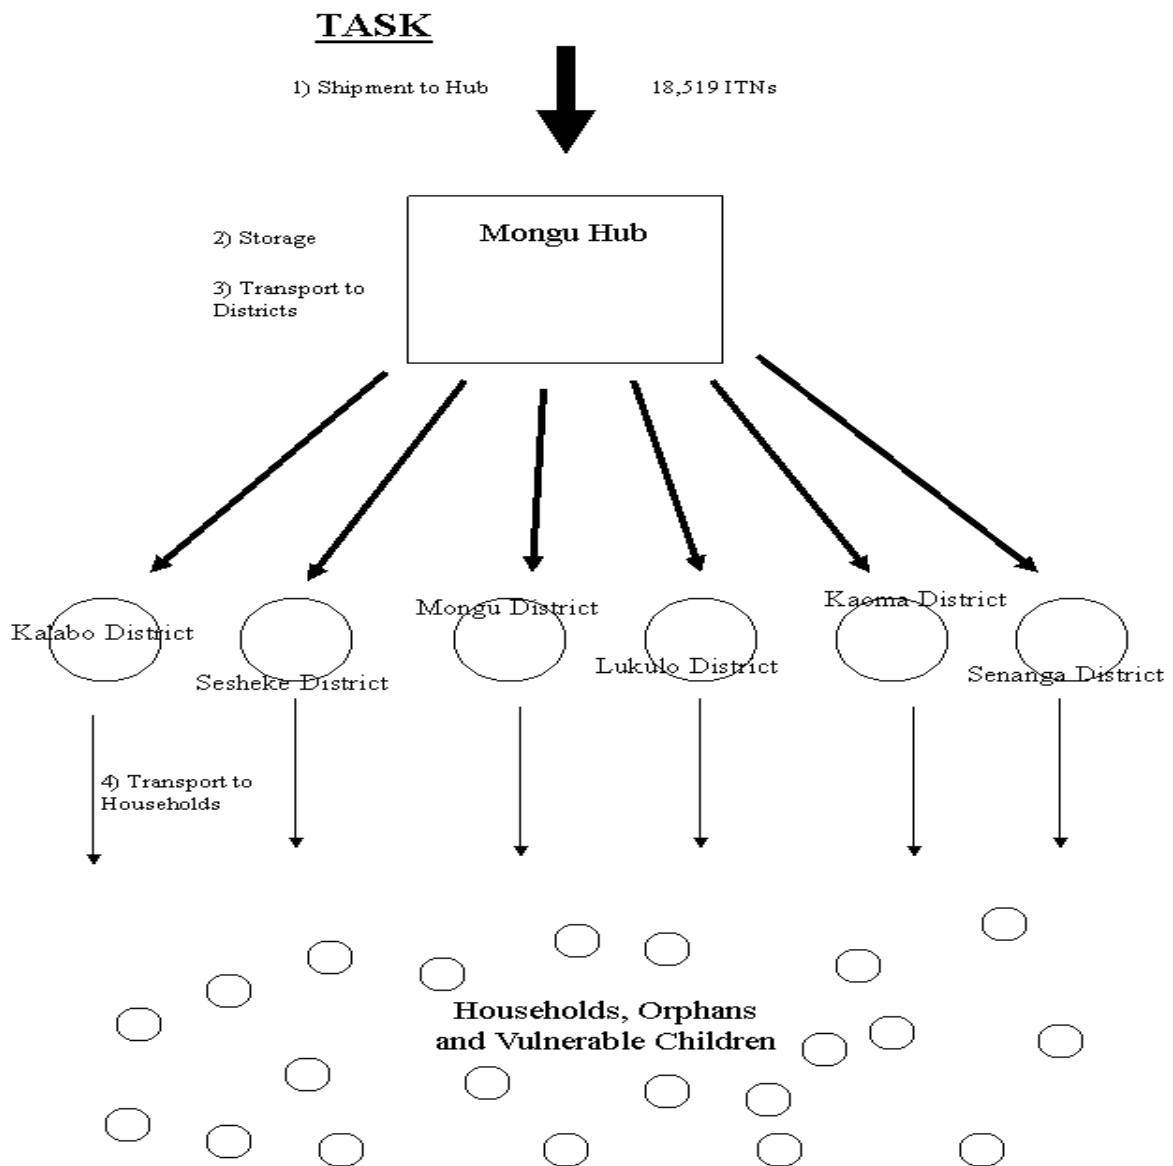 TASK
1) Shipment to Hub
18,519 ITNs
Mongu Hub
2) Storage
3) Transport to
Districts
Kalabo District
Sesheke District
Mongu District
Lukulo District
Kaoma District
Senanga District
4) Transport to
Households
Households, Orphans
and Vulnerable Children